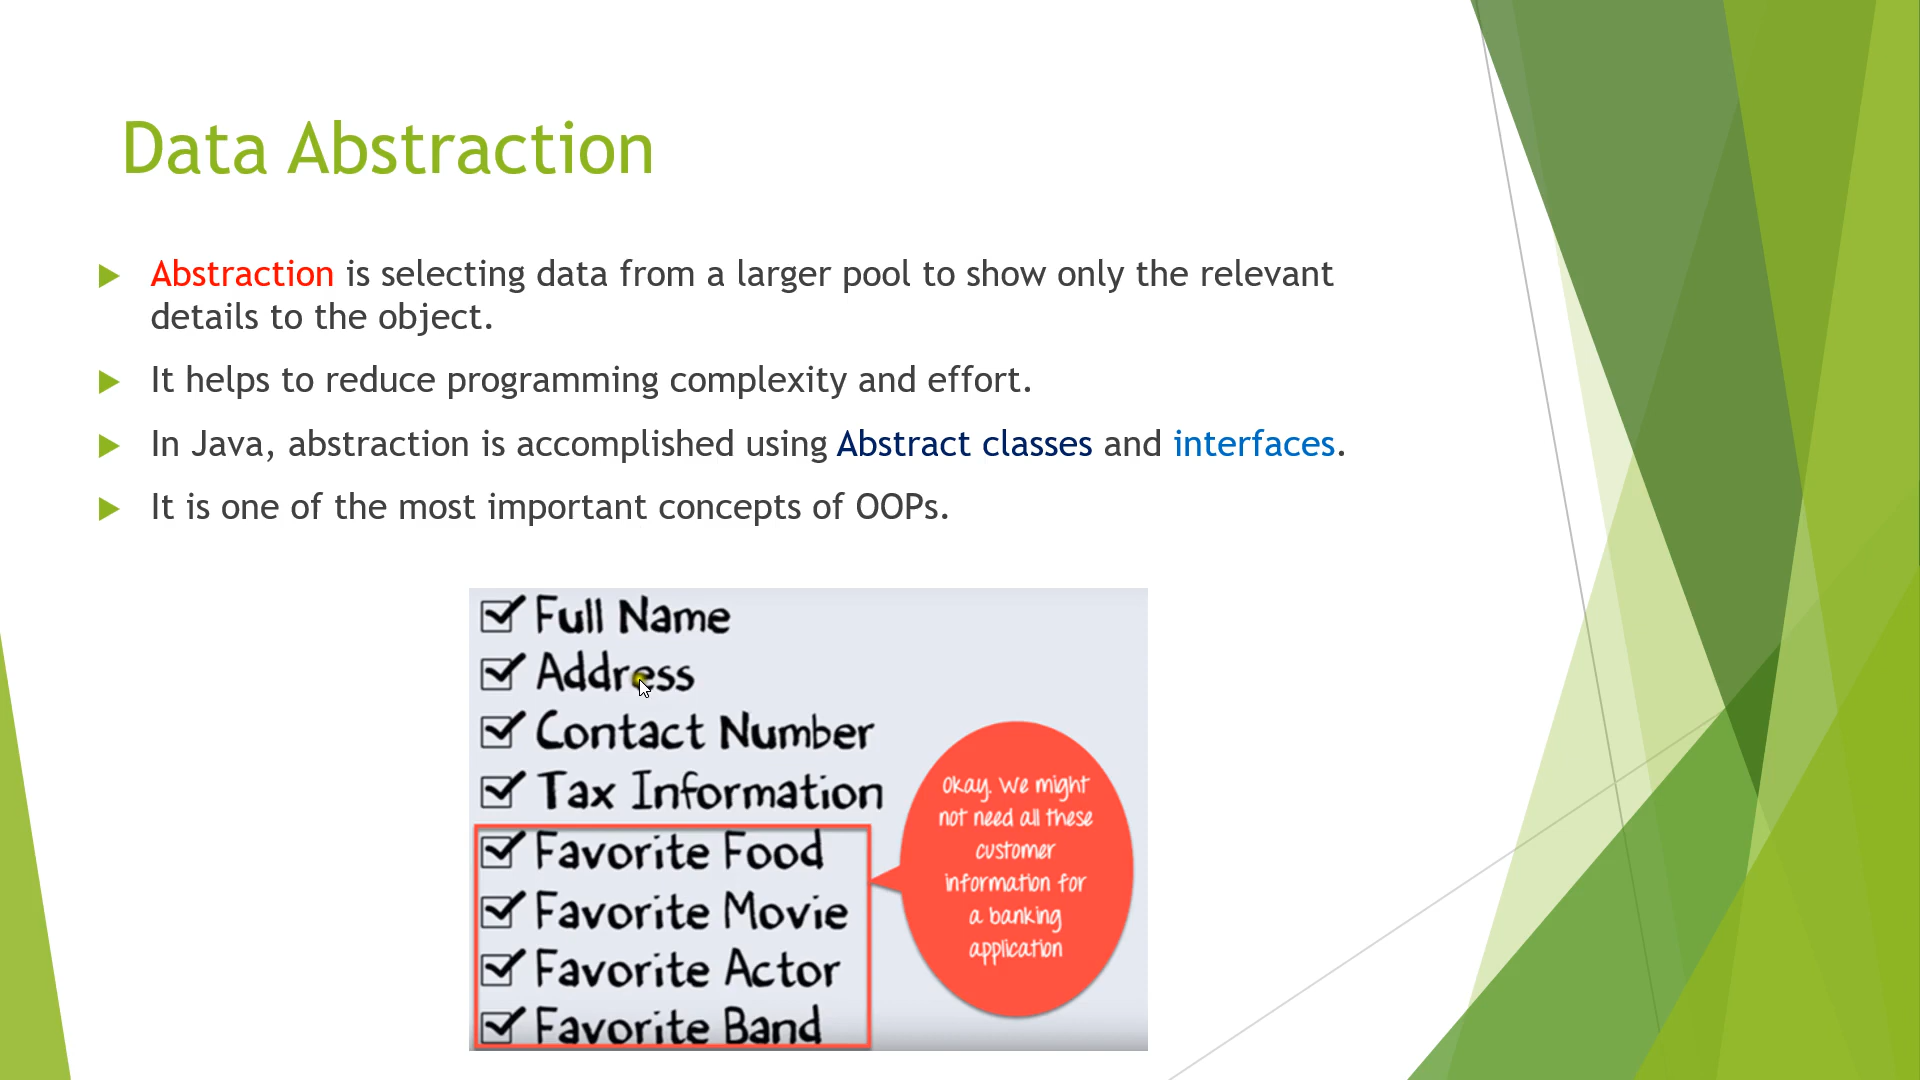 Data Abstraction
Abstraction is selecting data from a larger pool to show only the relevant
details to the object.
It helps to reduce programming complexity and effort.
In Java, abstraction is accomplished using Abstract classes and interfaces.
It is one of the most important concepts of OOPs.
Full Name
Address
Contact Number
Tax Information
Favorite Food
Favorite Movie
Favorite Actor
Favorite Band
Okay. We might
not need all these
customer
information for
a banking
application